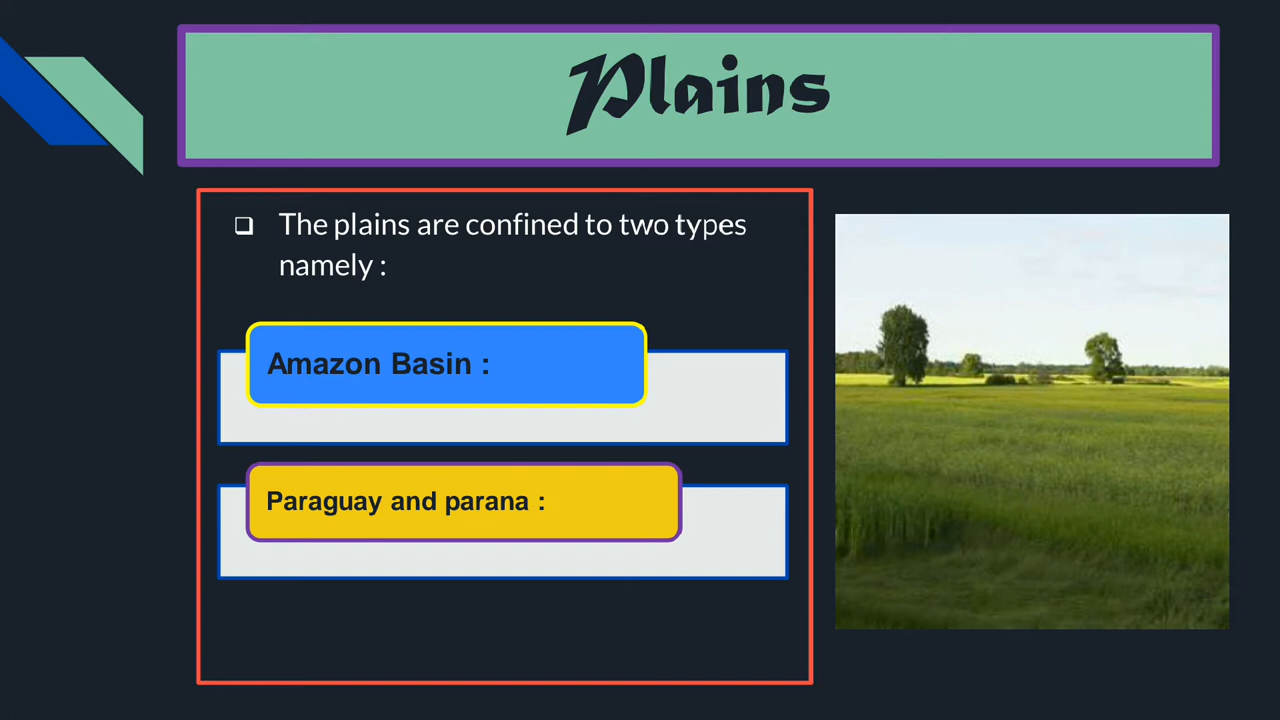 Plains
❑ The plains are confined to two types
namely :
Amazon Basin :
Paraguay and parana :